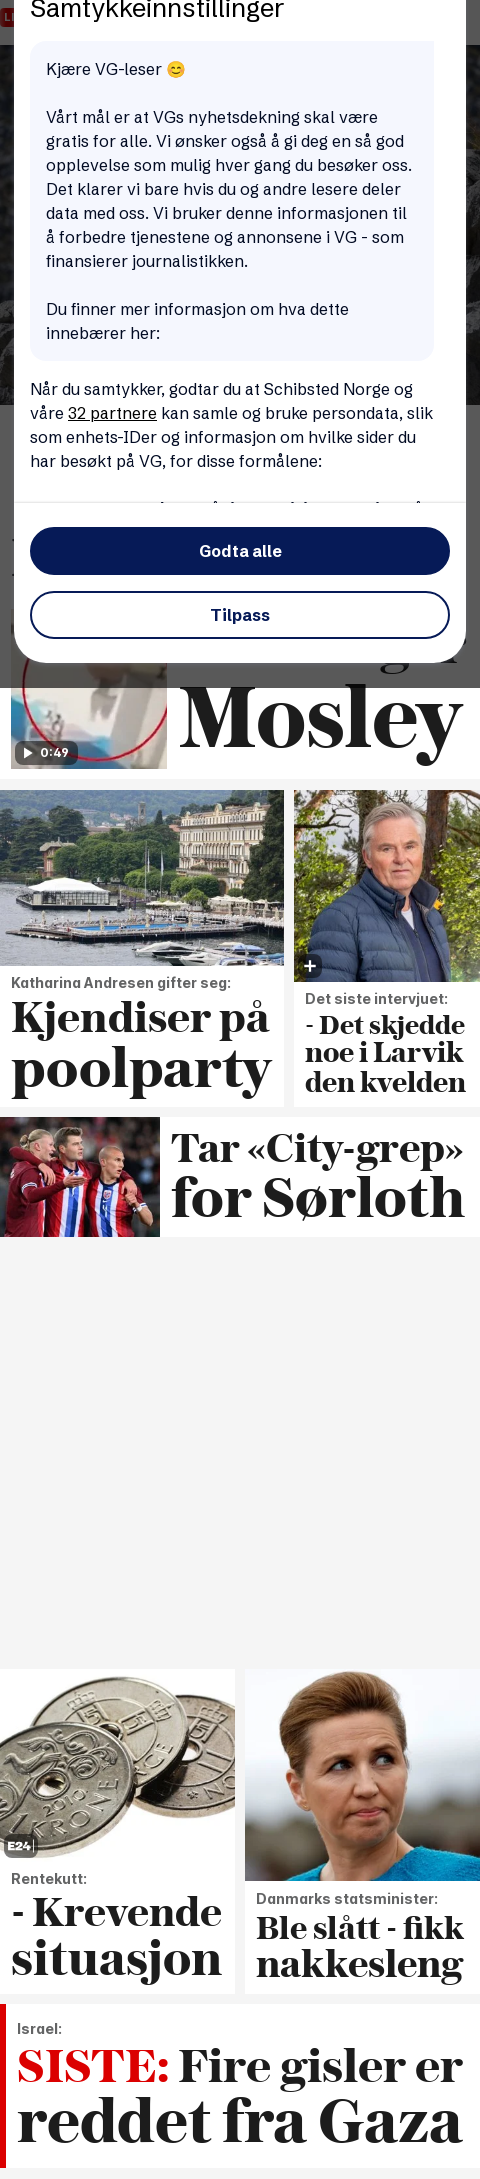 Samtykkeinnstillinger
Kjære VG-leser 😊
Vårt mål er at VGs nyhetsdekning skal være
gratis for alle. Vi ønsker også å gi deg en så god
opplevelse som mulig hver gang du besøker oss.
Det klarer vi bare hvis du og andre lesere deler
data med oss. Vi bruker denne informasjonen til
å forbedre tjenestene og annonsene i VG - som
finansierer journalistikken.
Du finner mer informasjon om hva dette
innebærer her:
Når du samtykker, godtar du at Schibsted Norge og
våre 32 partnere kan samle og bruke persondata, slik
som enhets-IDer og informasjon om hvilke sider du
har besøkt på VG, for disse formålene:
Godta alle
Tilpass
Mosley
0:49
Katharina Andresen gifter seg:
Kjendiser på
poolparty
Det siste intervjuet:
- Det skjedde
noe i Larvik
den kvelden
Tar «City-grep»
for Sørloth
2010
KRONE
E24
Rentekutt:
- Krevende
situasjon
Danmarks statsminister:
Ble slått - fikk
nakkesleng
Israel:
SISTE: Fire gisler er
reddet fra Gaza